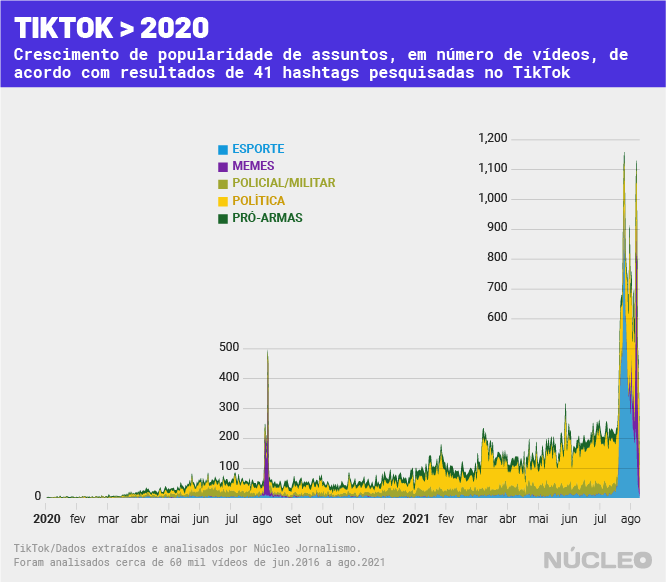 TIKTOK > 2020
Crescimento de popularidade de assuntos, em número de vídeos, de
acordo com resultados de 41 hashtags pesquisadas no TikTok
ESPORTE
MEMES
POLICIAL/MILITAR
POLÍTICA
PRÓ-ARMAS
1,200
1,100
1,000
900
800
700
600
500
400
300
200
100
0
2020 fev mar abr mai jun jul ago set out nov dez 2021 fev mar abr mai jun jul ago
TikTok/Dados extraídos e analisados por Núcleo Jornalismo.
Foram analisados cerca de 60 mil vídeos de jun.2016 a ago.2021
NÚCLEO